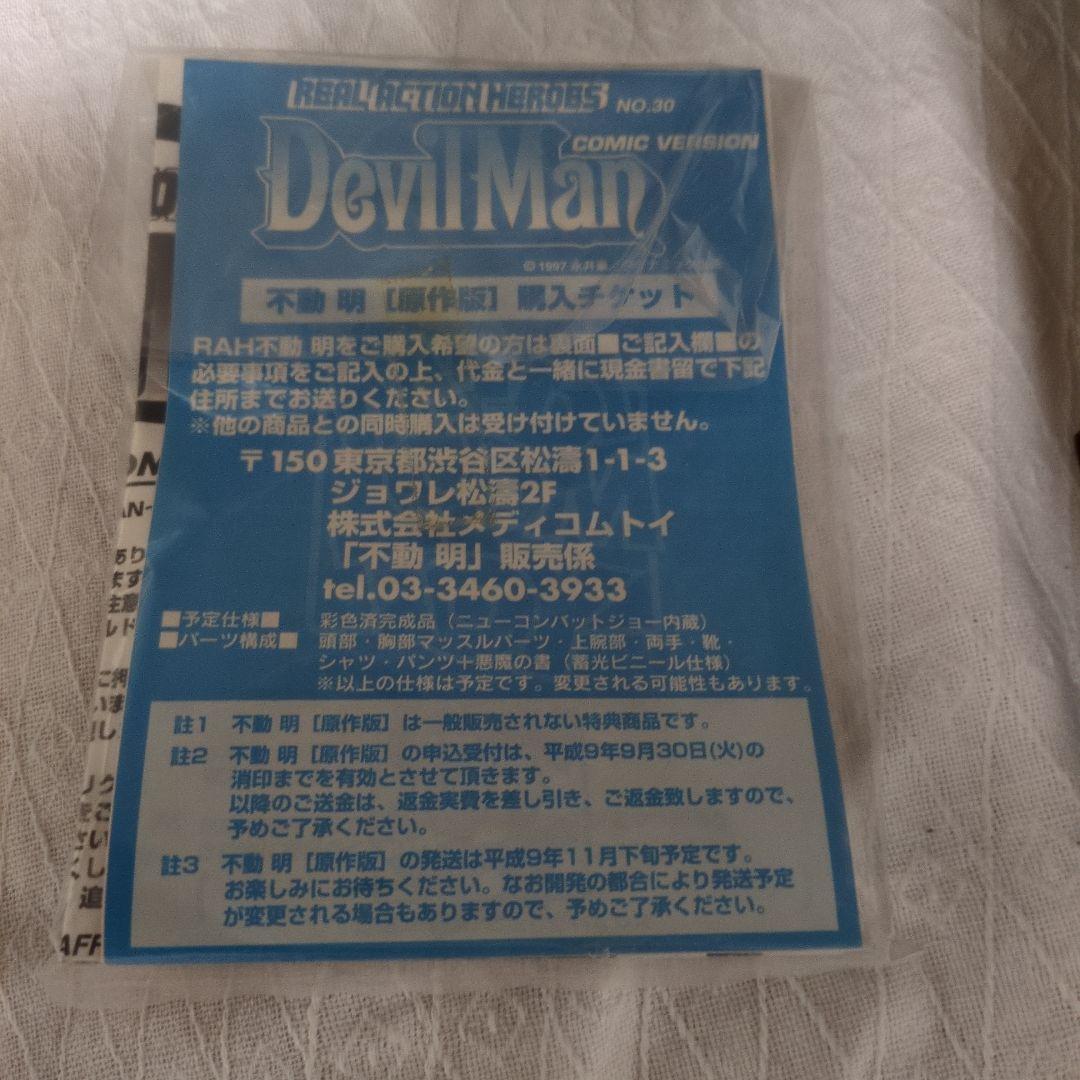 REAL ACTION HEROES NO.30
COMIC VERSION
DevilMan
© 1997 永井豪
不動 明［原作版］購入チケット
RAH不動 明をご購入希望の方は裏面■ご記入欄■の
必要事項をご記入の上、代金と一緒に現金書留で下記
住所までお送りください。
※他の商品との同時購入は受け付けていません。
〒150 東京都渋谷区松濤1-1-3
ジョワレ松濤2F
株式会社メディコムトイ
「不動 明」販売係
tel.03-3460-3933
■予定仕様■ 彩色済完成品（ニューコンバットジョー内蔵）
■パーツ構成■ 頭部・胸部マッスルパーツ・上腕部・両手・靴・
シャツ・パンツ＋悪魔の書（蓄光ビニール仕様）
※以上の仕様は予定です。変更される可能性もあります。
註1 不動 明［原作版］は一般販売されない特典商品です。
註2 不動 明［原作版］の申込受付は、平成9年9月30日(火)の
消印までを有効とさせて頂きます。
以降のご送金は、返金実費を差し引き、ご返金致しますので、
予めご了承ください。
註3 不動 明［原作版］の発送は平成9年11月下旬予定です。
お楽しみにお待ちください。なお開発の都合により発送予定
が変更される場合もありますので、予めご了承ください。